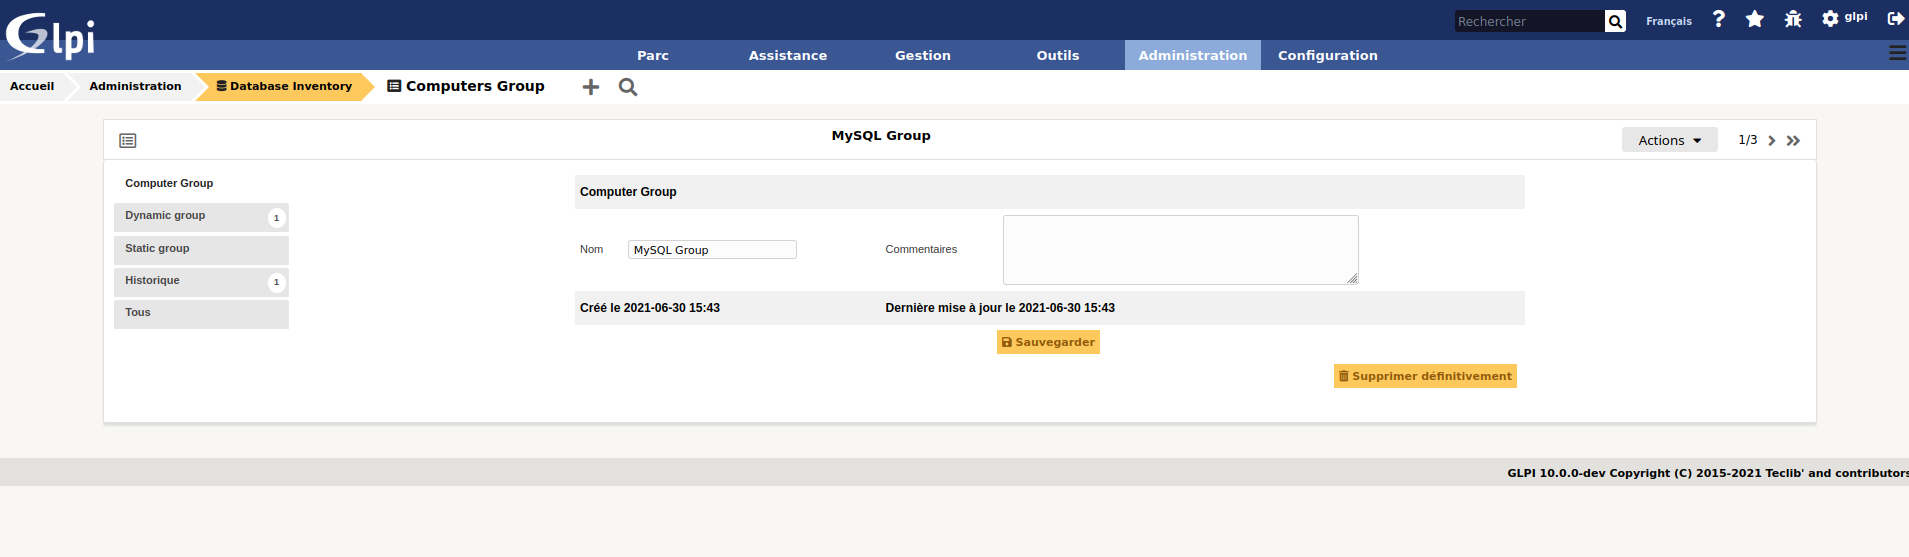 Glpi
Rechercher
Français
glpi
Parc
Assistance
Gestion
Outils
Administration
Configuration
Accueil
Administration
Database Inventory
Computers Group
MySQL Group
Actions
1/3
Computer Group
Dynamic group 1
Static group
Historique 1
Tous
Computer Group
Nom
MySQL Group
Commentaires
Créé le 2021-06-30 15:43
Dernière mise à jour le 2021-06-30 15:43
Sauvegarder
Supprimer définitivement
GLPI 10.0.0-dev Copyright (C) 2015-2021 Teclib' and contributors